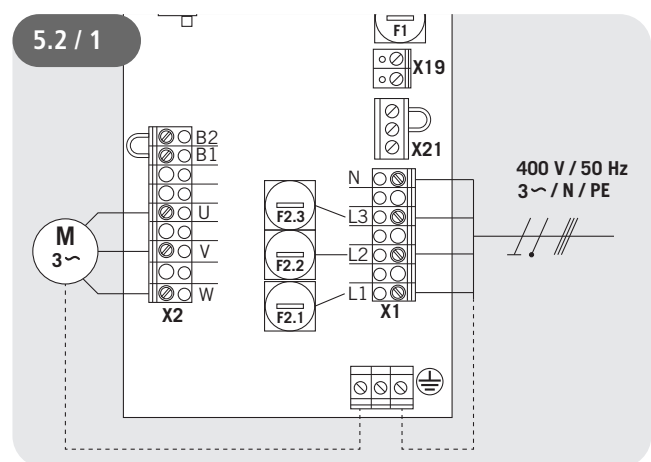 5.2 / 1
F1
X19
X21
B2
B1
U
V
W
X2
M
3~
F2.3
F2.2
F2.1
N
L3
L2
L1
X1
400 V / 50 Hz
3~ / N / PE